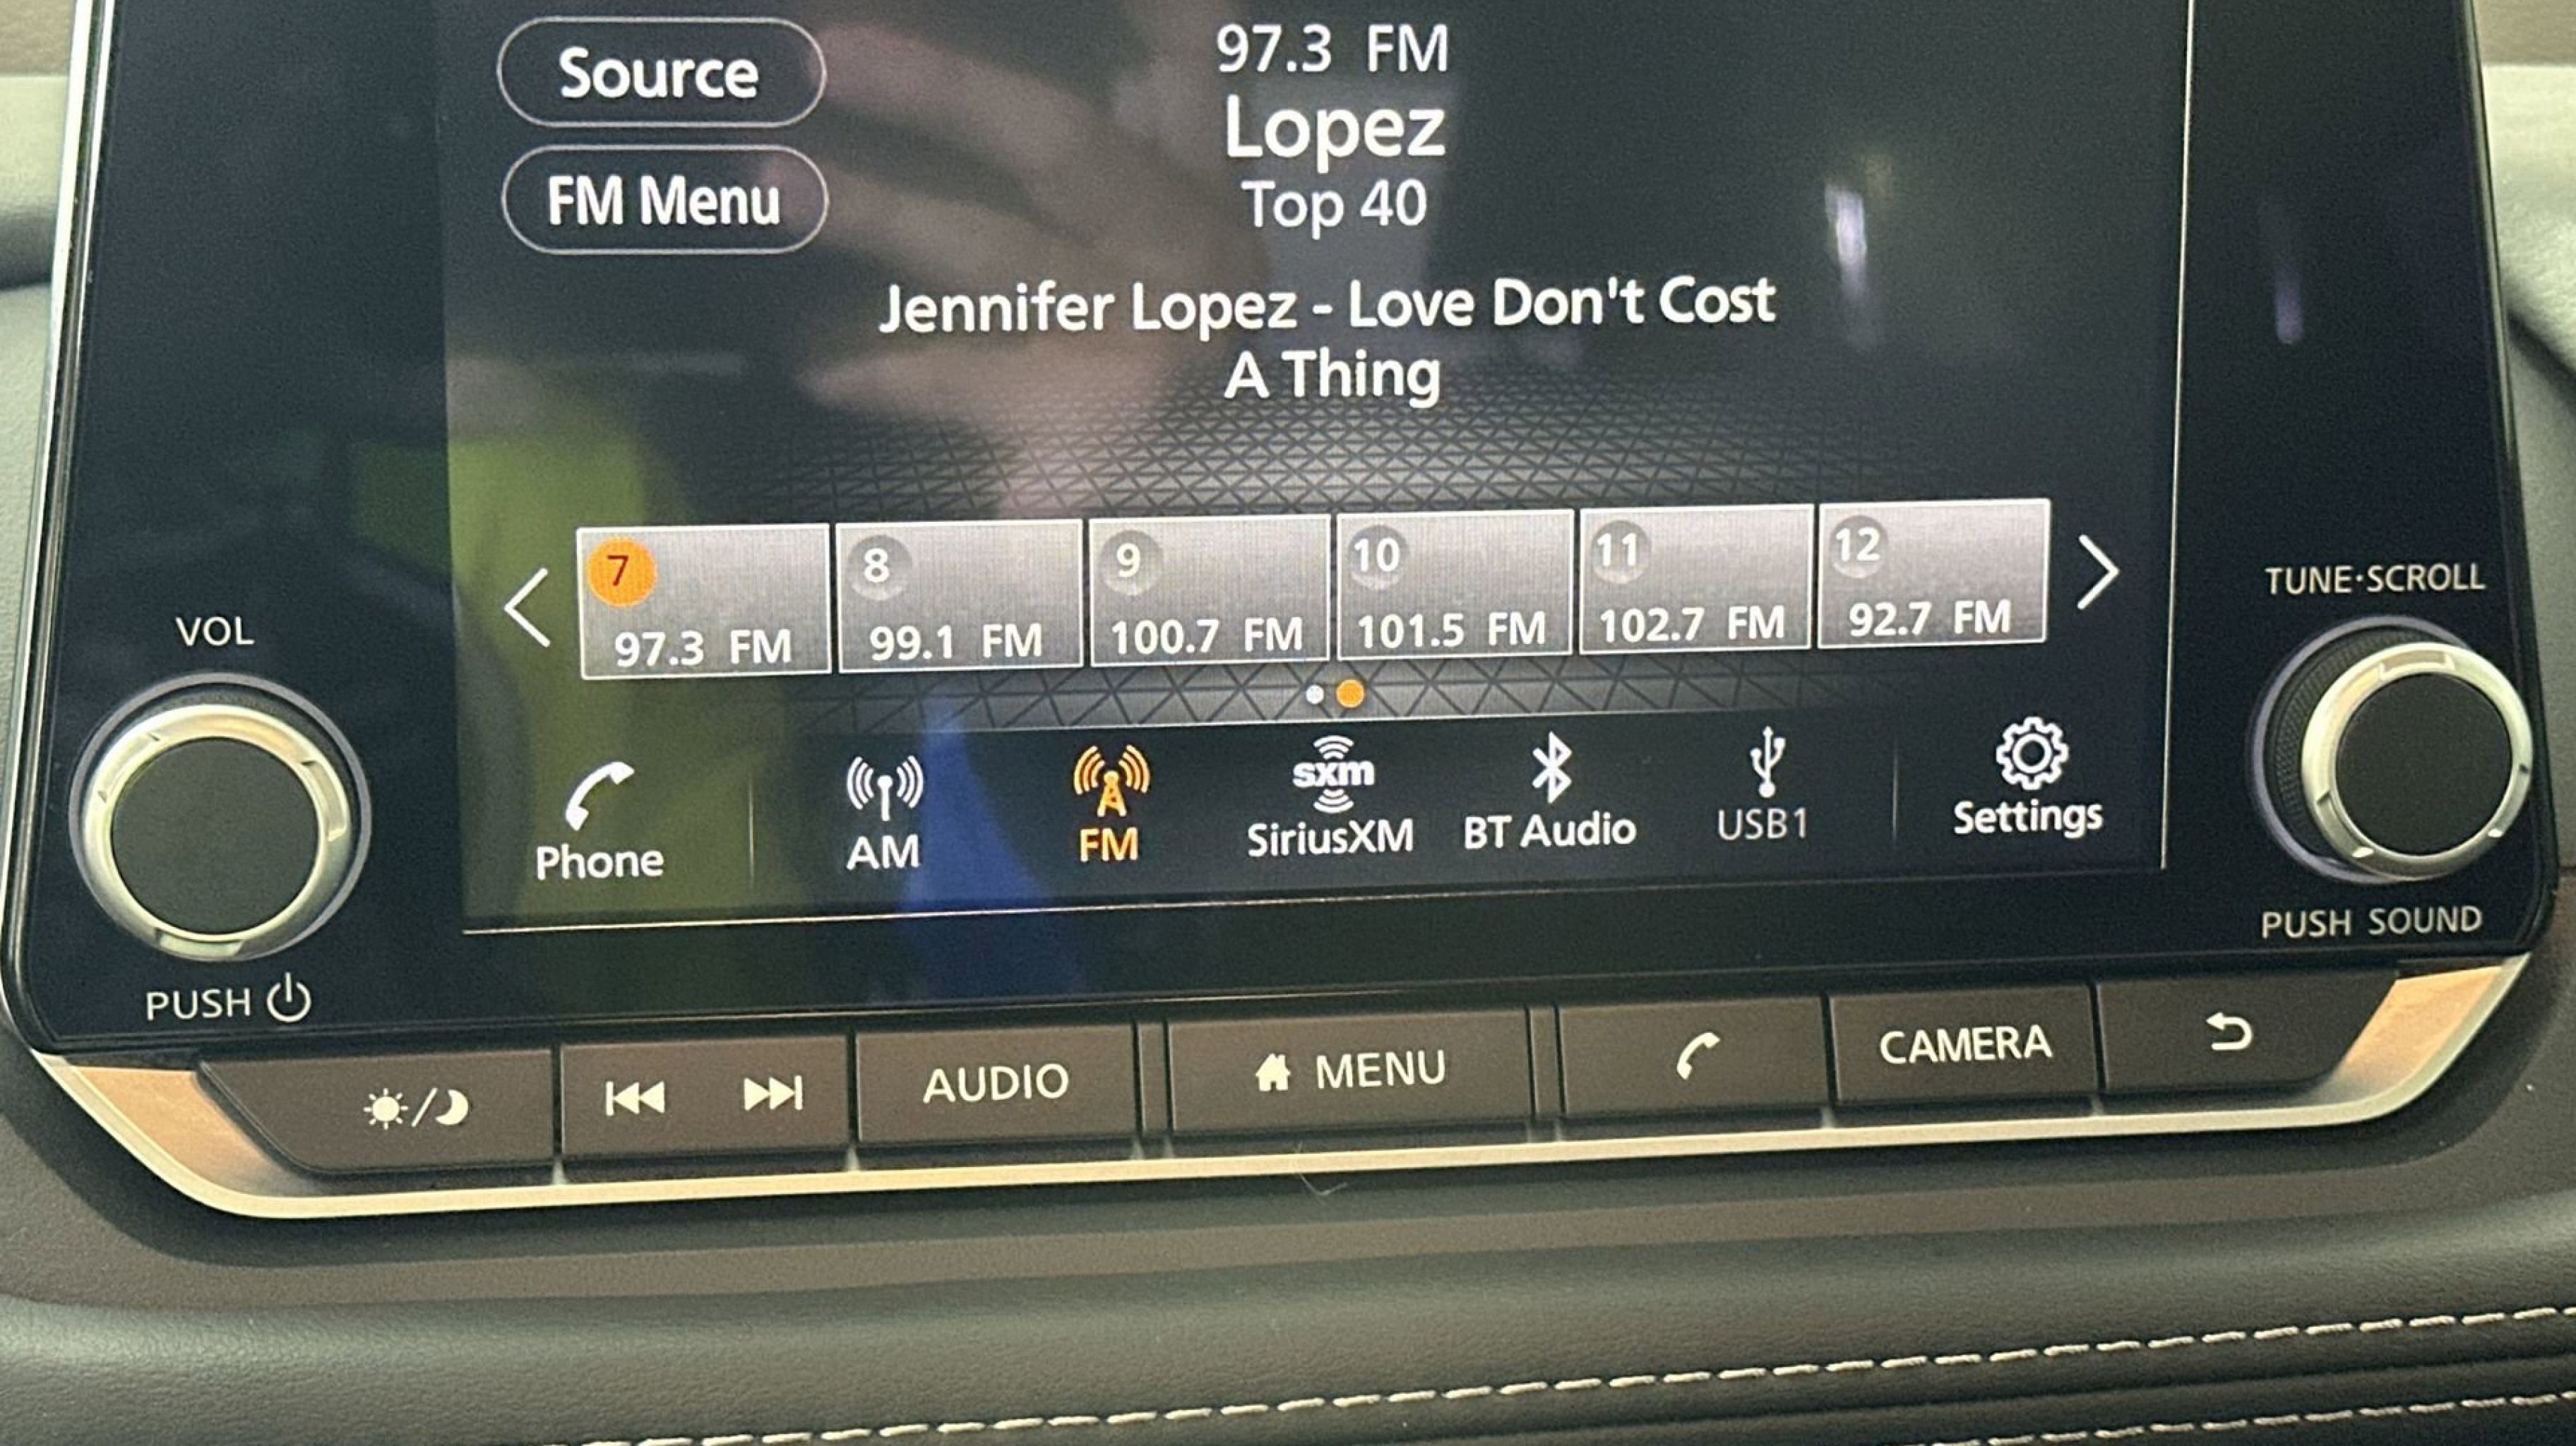 Source
97.3 FM
Lopez
FM Menu
Top 40
Jennifer Lopez - Love Don't Cost
A Thing
7 8 9 10 11 12
97.3 FM 99.1 FM 100.7 FM 101.5 FM 102.7 FM 92.7 FM
VOL
TUNE·SCROLL
sxm
Phone AM FM SiriusXM BT Audio USB1 Settings
PUSH SOUND
PUSH
AUDIO MENU CAMERA